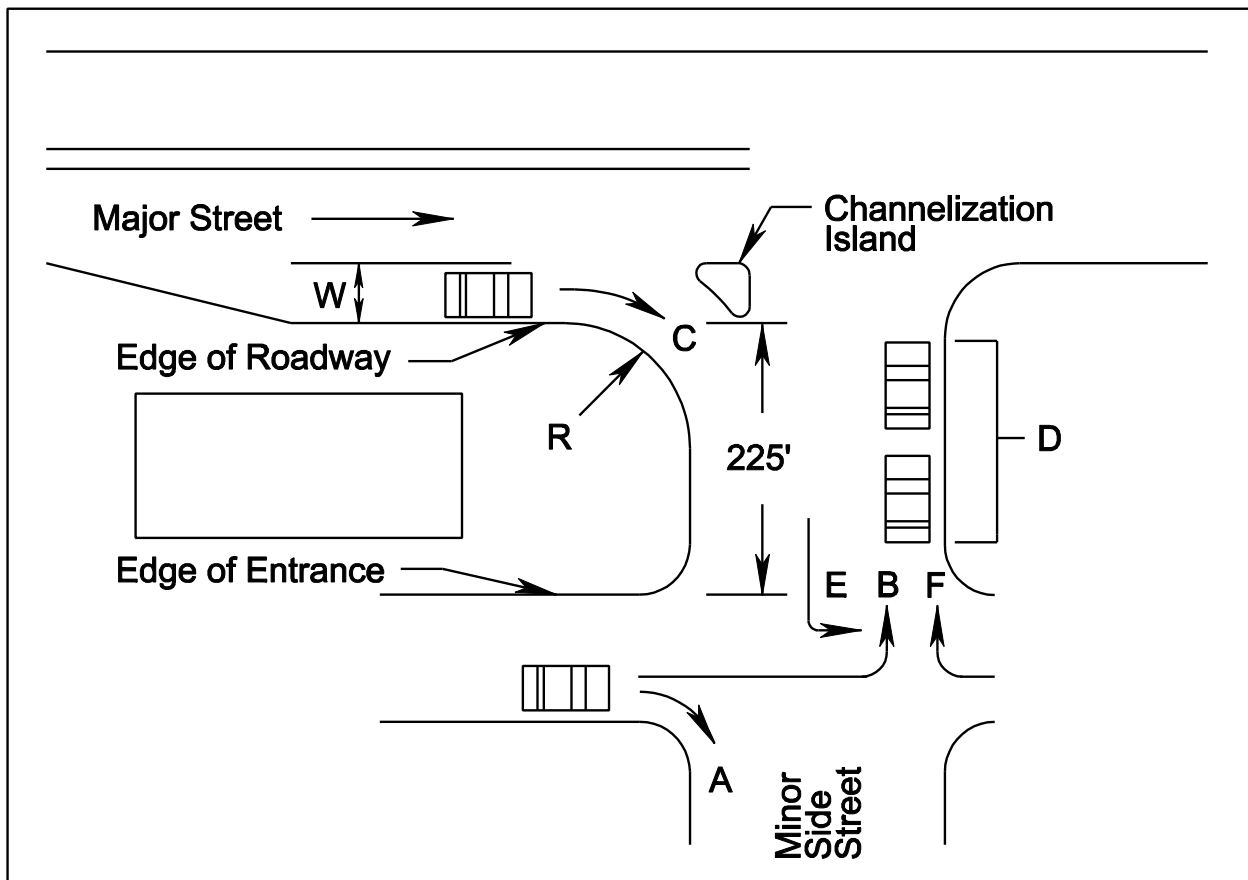 Major Street
Channelization
Island
W
C
Edge of Roadway
R
225'
D
Edge of Entrance
E B F
A
Minor
Side
Street